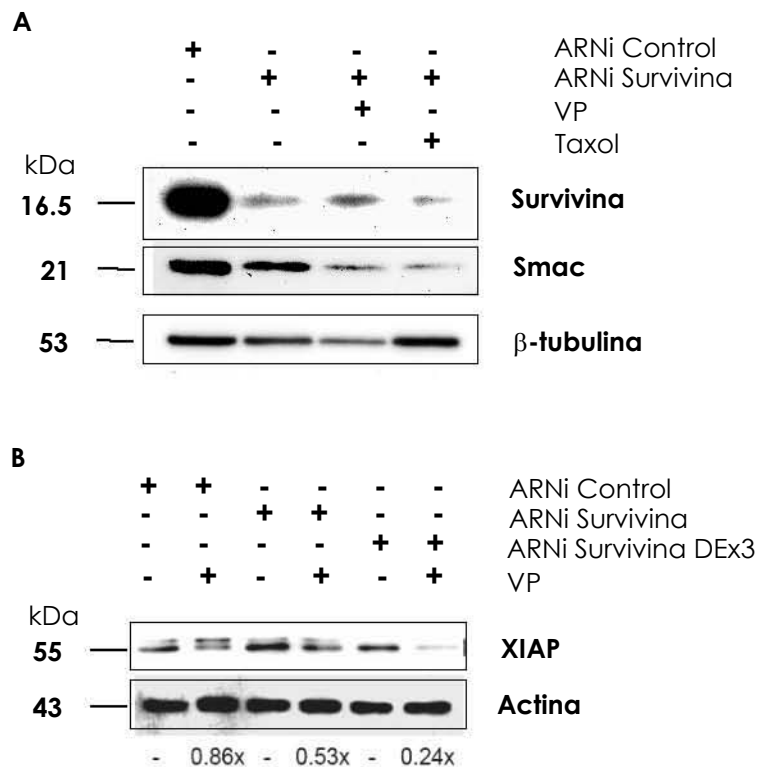 A
+ - - - ARNi Control
- + + + ARNi Survivina
- - + - VP
- - - + Taxol
kDa
16.5 Survivina
21 Smac
53 β-tubulina
B
+ + - - - - ARNi Control
- - + + - - ARNi Survivina
- - - - + + ARNi Survivina DEx3
- + - + - + VP
kDa
55 XIAP
43 Actina
- 0.86x - 0.53x - 0.24x